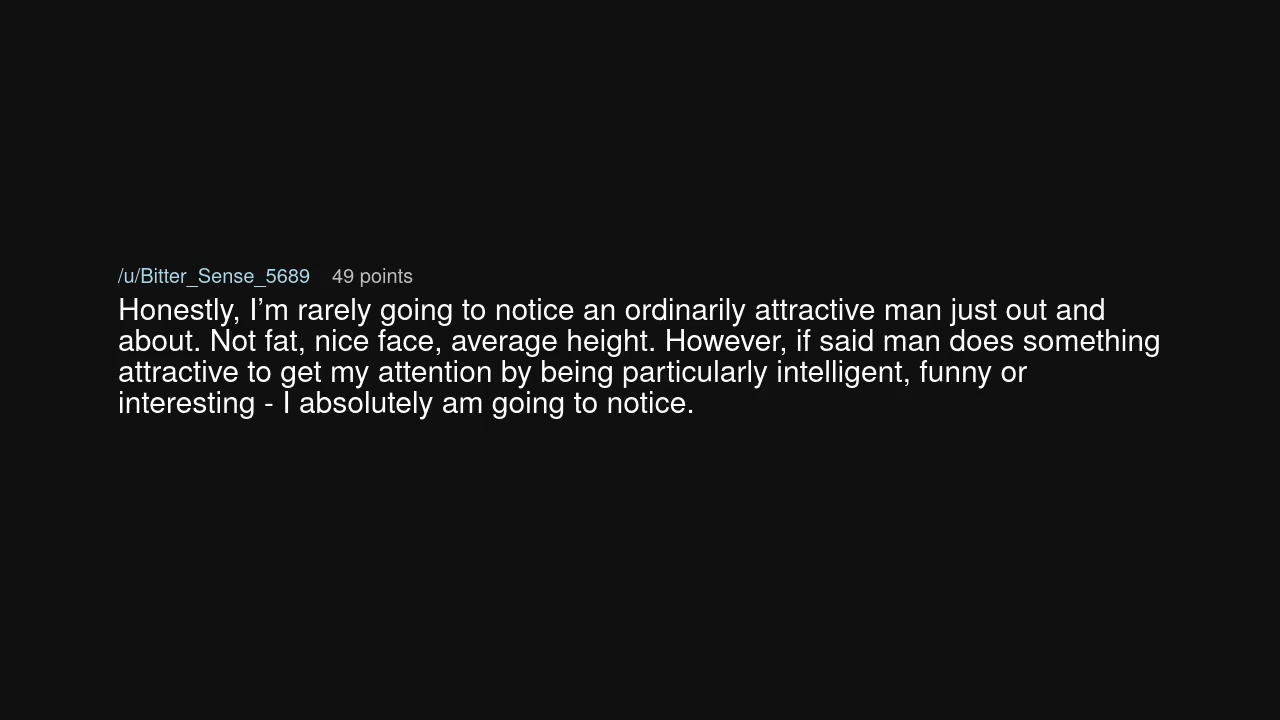 /u/Bitter_Sense_5689 49 points
Honestly, I’m rarely going to notice an ordinarily attractive man just out and
about. Not fat, nice face, average height. However, if said man does something
attractive to get my attention by being particularly intelligent, funny or
interesting - I absolutely am going to notice.